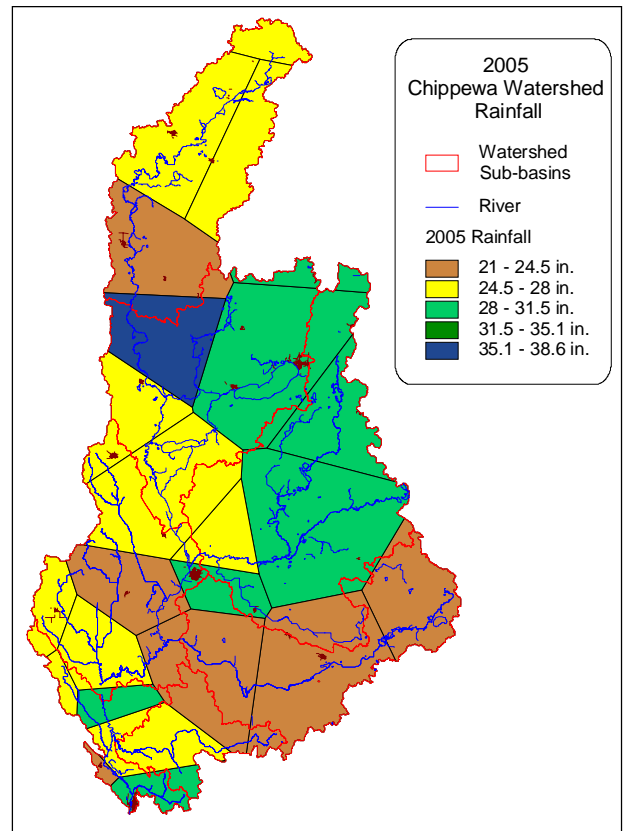 2005
Chippewa Watershed
Rainfall
Watershed
Sub-basins
River
2005 Rainfall
21 - 24.5 in.
24.5 - 28 in.
28 - 31.5 in.
31.5 - 35.1 in.
35.1 - 38.6 in.